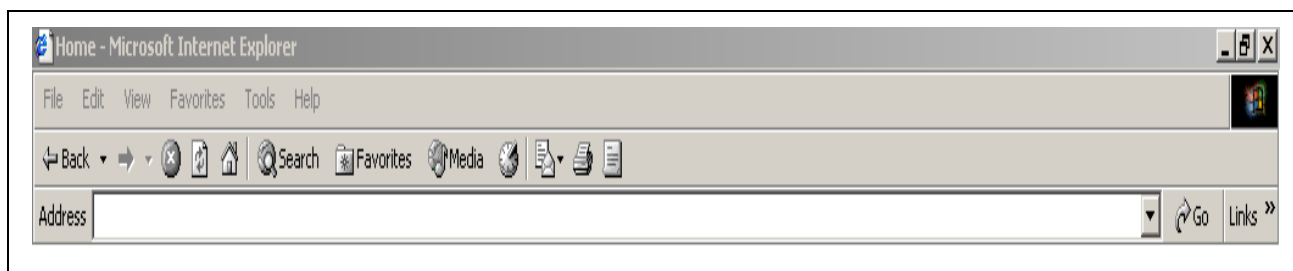 Home - Microsoft Internet Explorer
File Edit View Favorites Tools Help
Back Search Favorites Media
Address Go Links »